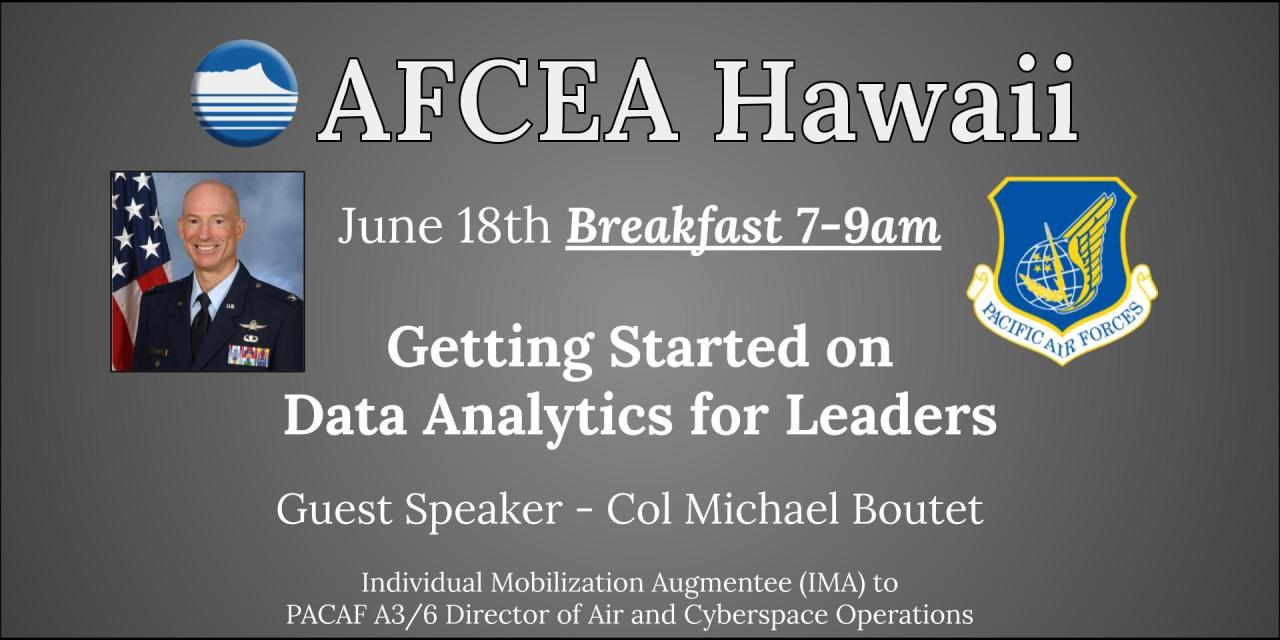 AFCEA Hawaii
June 18th Breakfast 7-9am
PACIFIC AIR FORCES
Getting Started on
Data Analytics for Leaders
Guest Speaker - Col Michael Boutet
Individual Mobilization Augmentee (IMA) to
PACAF A3/6 Director of Air and Cyberspace Operations